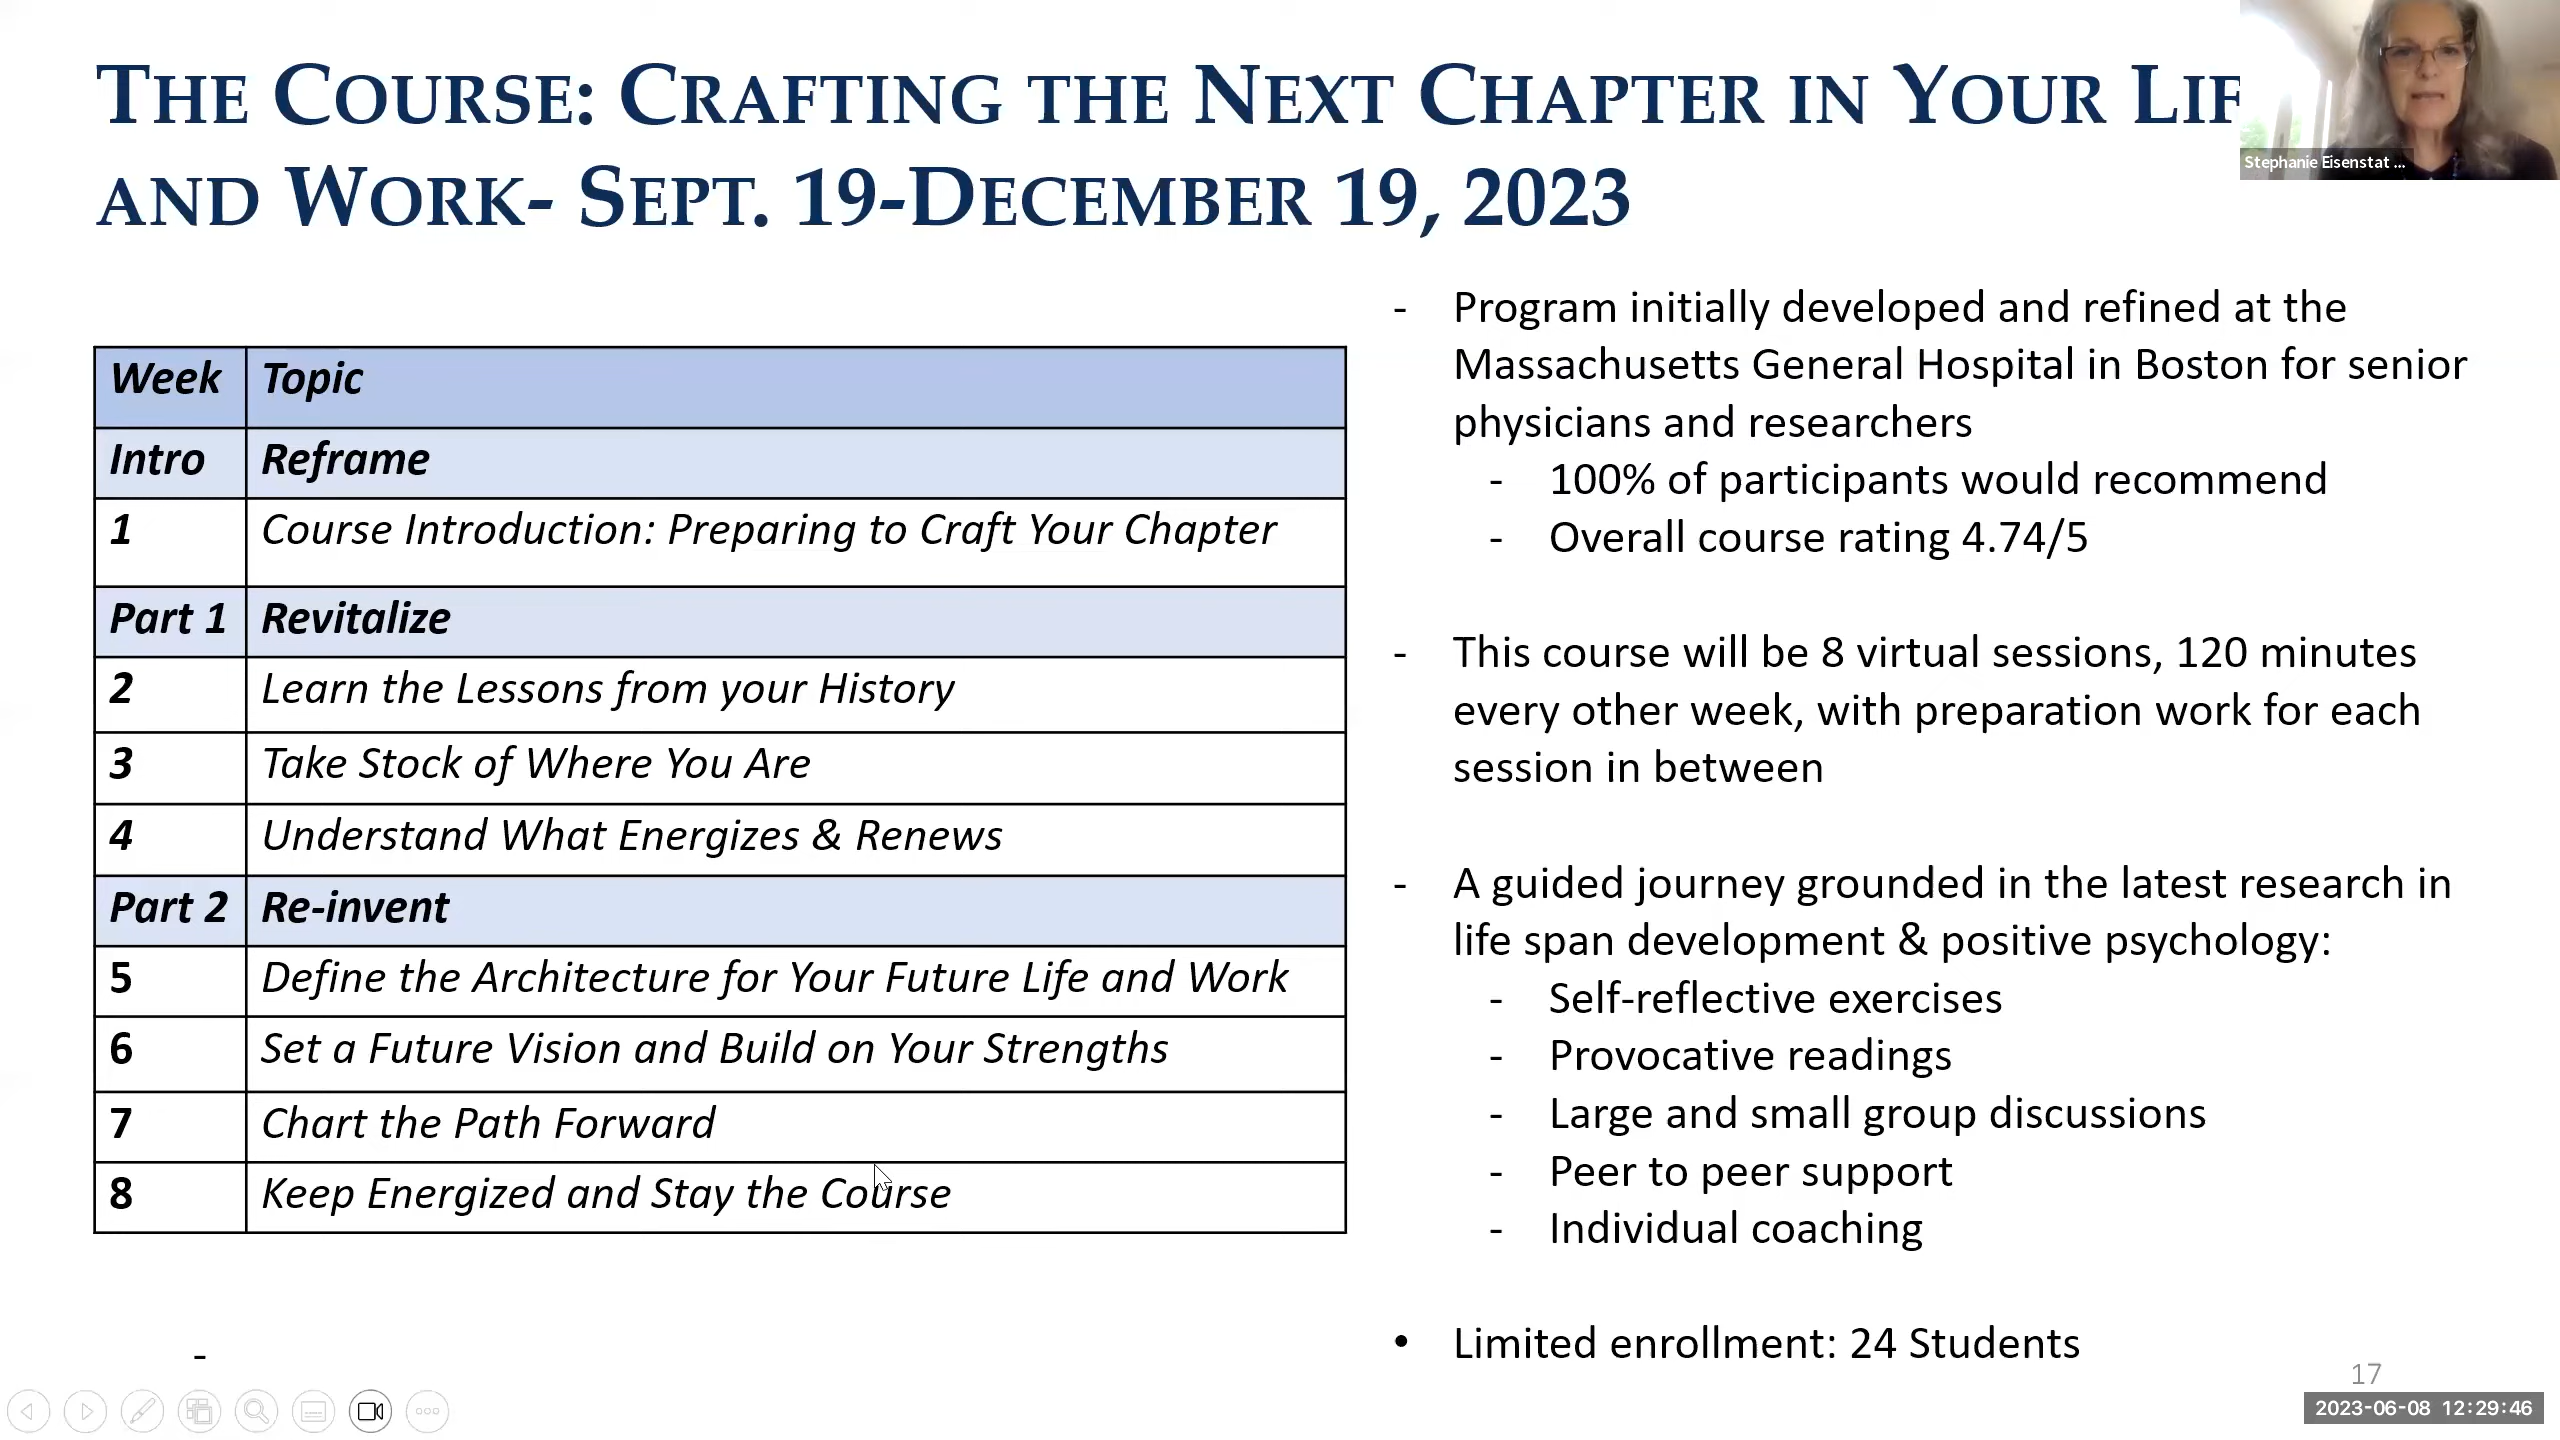 THE COURSE: CRAFTING THE NEXT CHAPTER IN YOUR LIF
AND WORK- SEPT. 19-DECEMBER 19, 2023
Stephanie Eisenstat ...
Week Topic
Intro Reframe
1 Course Introduction: Preparing to Craft Your Chapter
Part 1 Revitalize
2 Learn the Lessons from your History
3 Take Stock of Where You Are
4 Understand What Energizes & Renews
Part 2 Re-invent
5 Define the Architecture for Your Future Life and Work
6 Set a Future Vision and Build on Your Strengths
7 Chart the Path Forward
8 Keep Energized and Stay the Course
-
- Program initially developed and refined at the
Massachusetts General Hospital in Boston for senior
physicians and researchers
- 100% of participants would recommend
- Overall course rating 4.74/5
- This course will be 8 virtual sessions, 120 minutes
every other week, with preparation work for each
session in between
- A guided journey grounded in the latest research in
life span development & positive psychology:
- Self-reflective exercises
- Provocative readings
- Large and small group discussions
- Peer to peer support
- Individual coaching
• Limited enrollment: 24 Students
17
2023-06-08 12:29:46